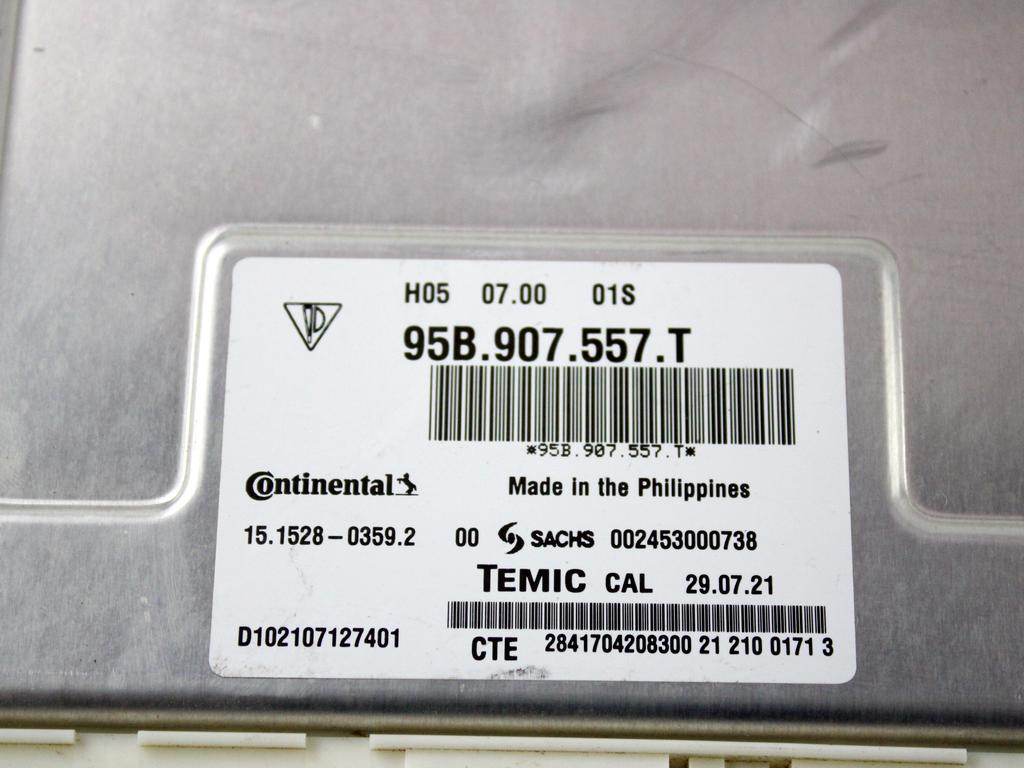 H05 07.00 01S
95B.907.557.T
*95B.907.557.T*
Continental
Made in the Philippines
15.1528-0359.2 00 SACHS 002453000738
TEMIC CAL 29.07.21
D102107127401
CTE 2841704208300 21 210 0171 3